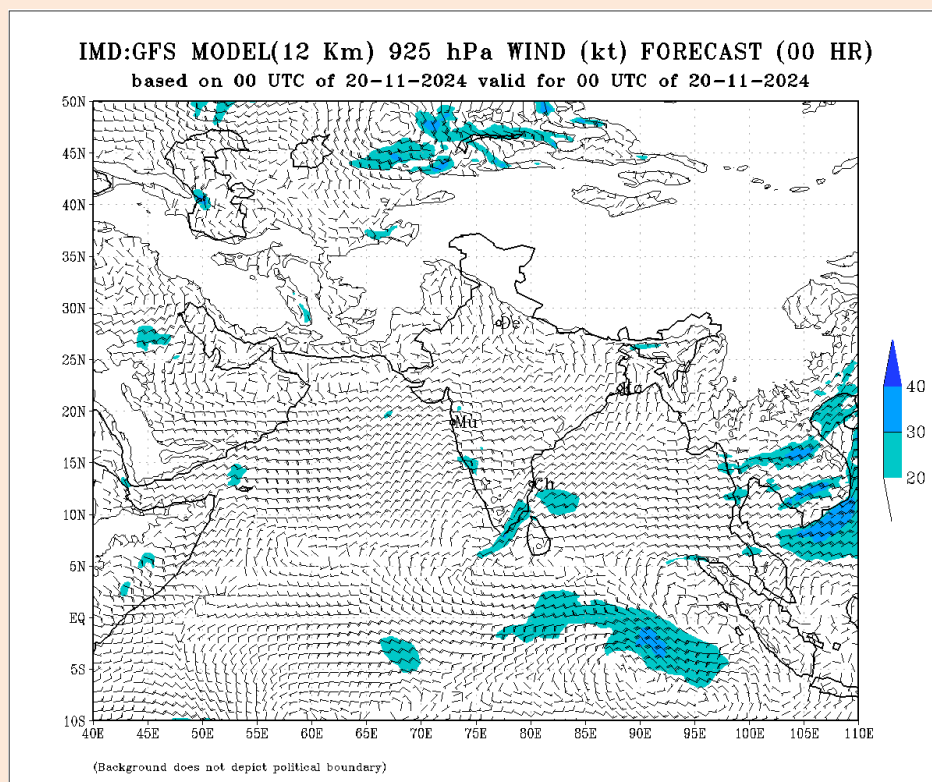 IMD:GFS MODEL(12 Km) 925 hPa WIND (kt) FORECAST (00 HR)
based on 00 UTC of 20-11-2024 valid for 00 UTC of 20-11-2024
50N
45N
40N
35N
30N
25N
20N
15N
10N
5N
EQ
5S
10S
De
Ka
Mu
Ch
40
30
20
40E 45E 50E 55E 60E 65E 70E 75E 80E 85E 90E 95E 100E 105E 110E
(Background does not depict political boundary)